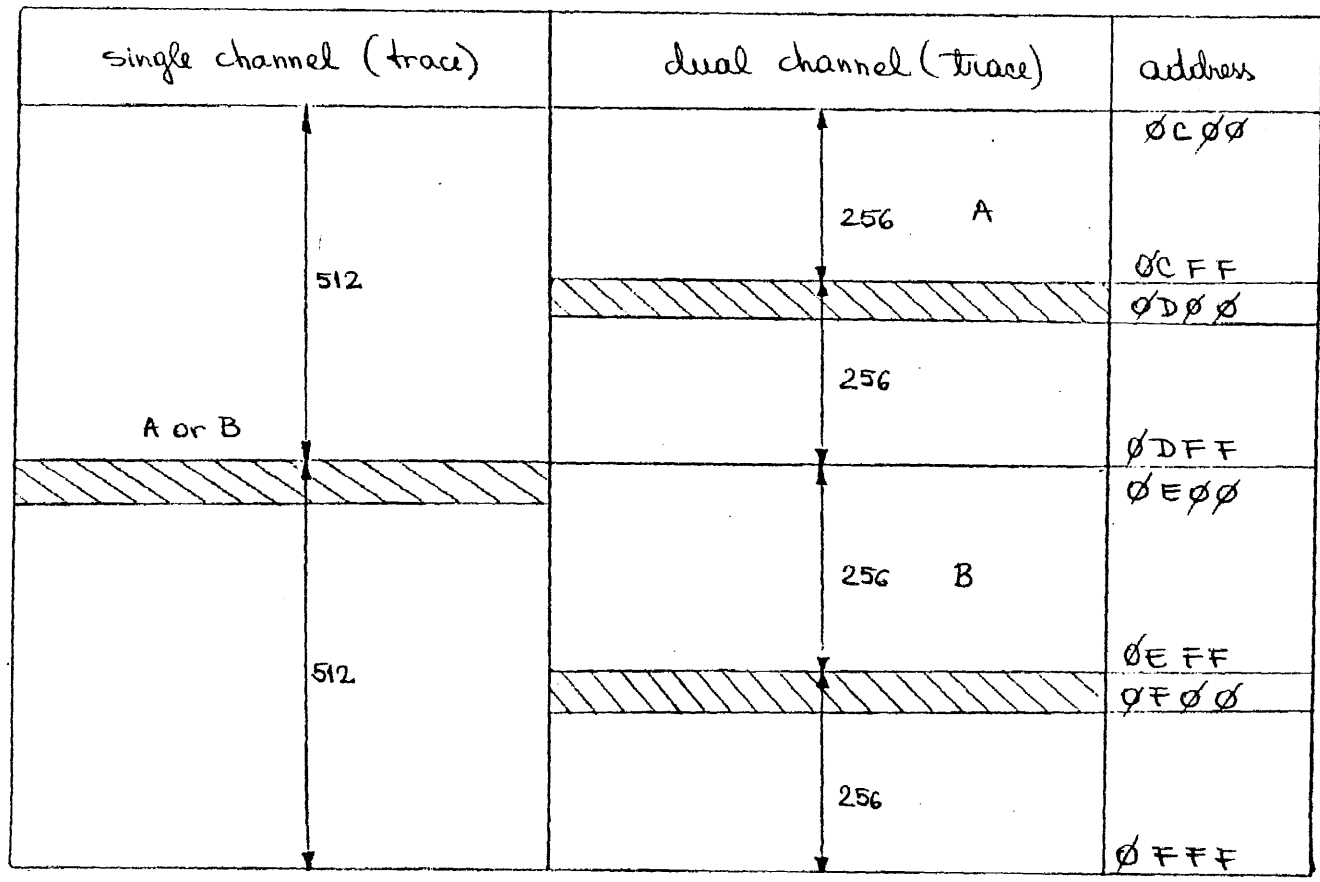 single channel (trace)
dual channel (trace)
address
ØCØØ
256 A
ØCFF
512
ØDØØ
256
A or B
ØDFF
ØEØØ
256 B
ØEFF
512
ØFØØ
256
ØFFF